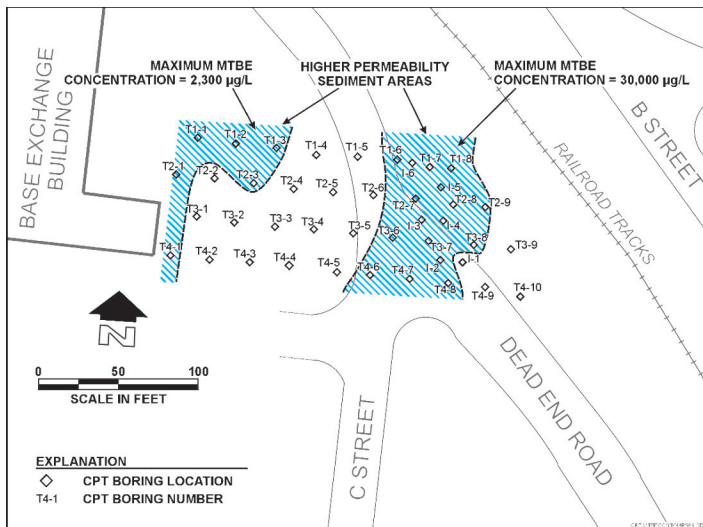 MAXIMUM MTBE
CONCENTRATION = 2,300 µg/L
HIGHER PERMEABILITY
SEDIMENT AREAS
MAXIMUM MTBE
CONCENTRATION = 30,000 µg/L
BASE EXCHANGE
BUILDING
B STREET
RAILROAD TRACKS
T1-1
T1-2
T1-3
T1-4
T1-5
T1-6
I-6
T1-7
T1-8
T2-1
T2-2
T2-3
T2-4
T2-5
T2-6
T2-7
I-5
T2-8
T2-9
T3-1
T3-2
T3-3
T3-4
T3-5
T3-6
I-3
I-4
T3-7
T3-8
T3-9
T4-1
T4-2
T4-3
T4-4
T4-5
T4-6
T4-7
I-2
I-1
T4-8
T4-9
T4-10
N
0 50 100
SCALE IN FEET
C STREET
DEAD END ROAD
EXPLANATION
CPT BORING LOCATION
T4-1 CPT BORING NUMBER